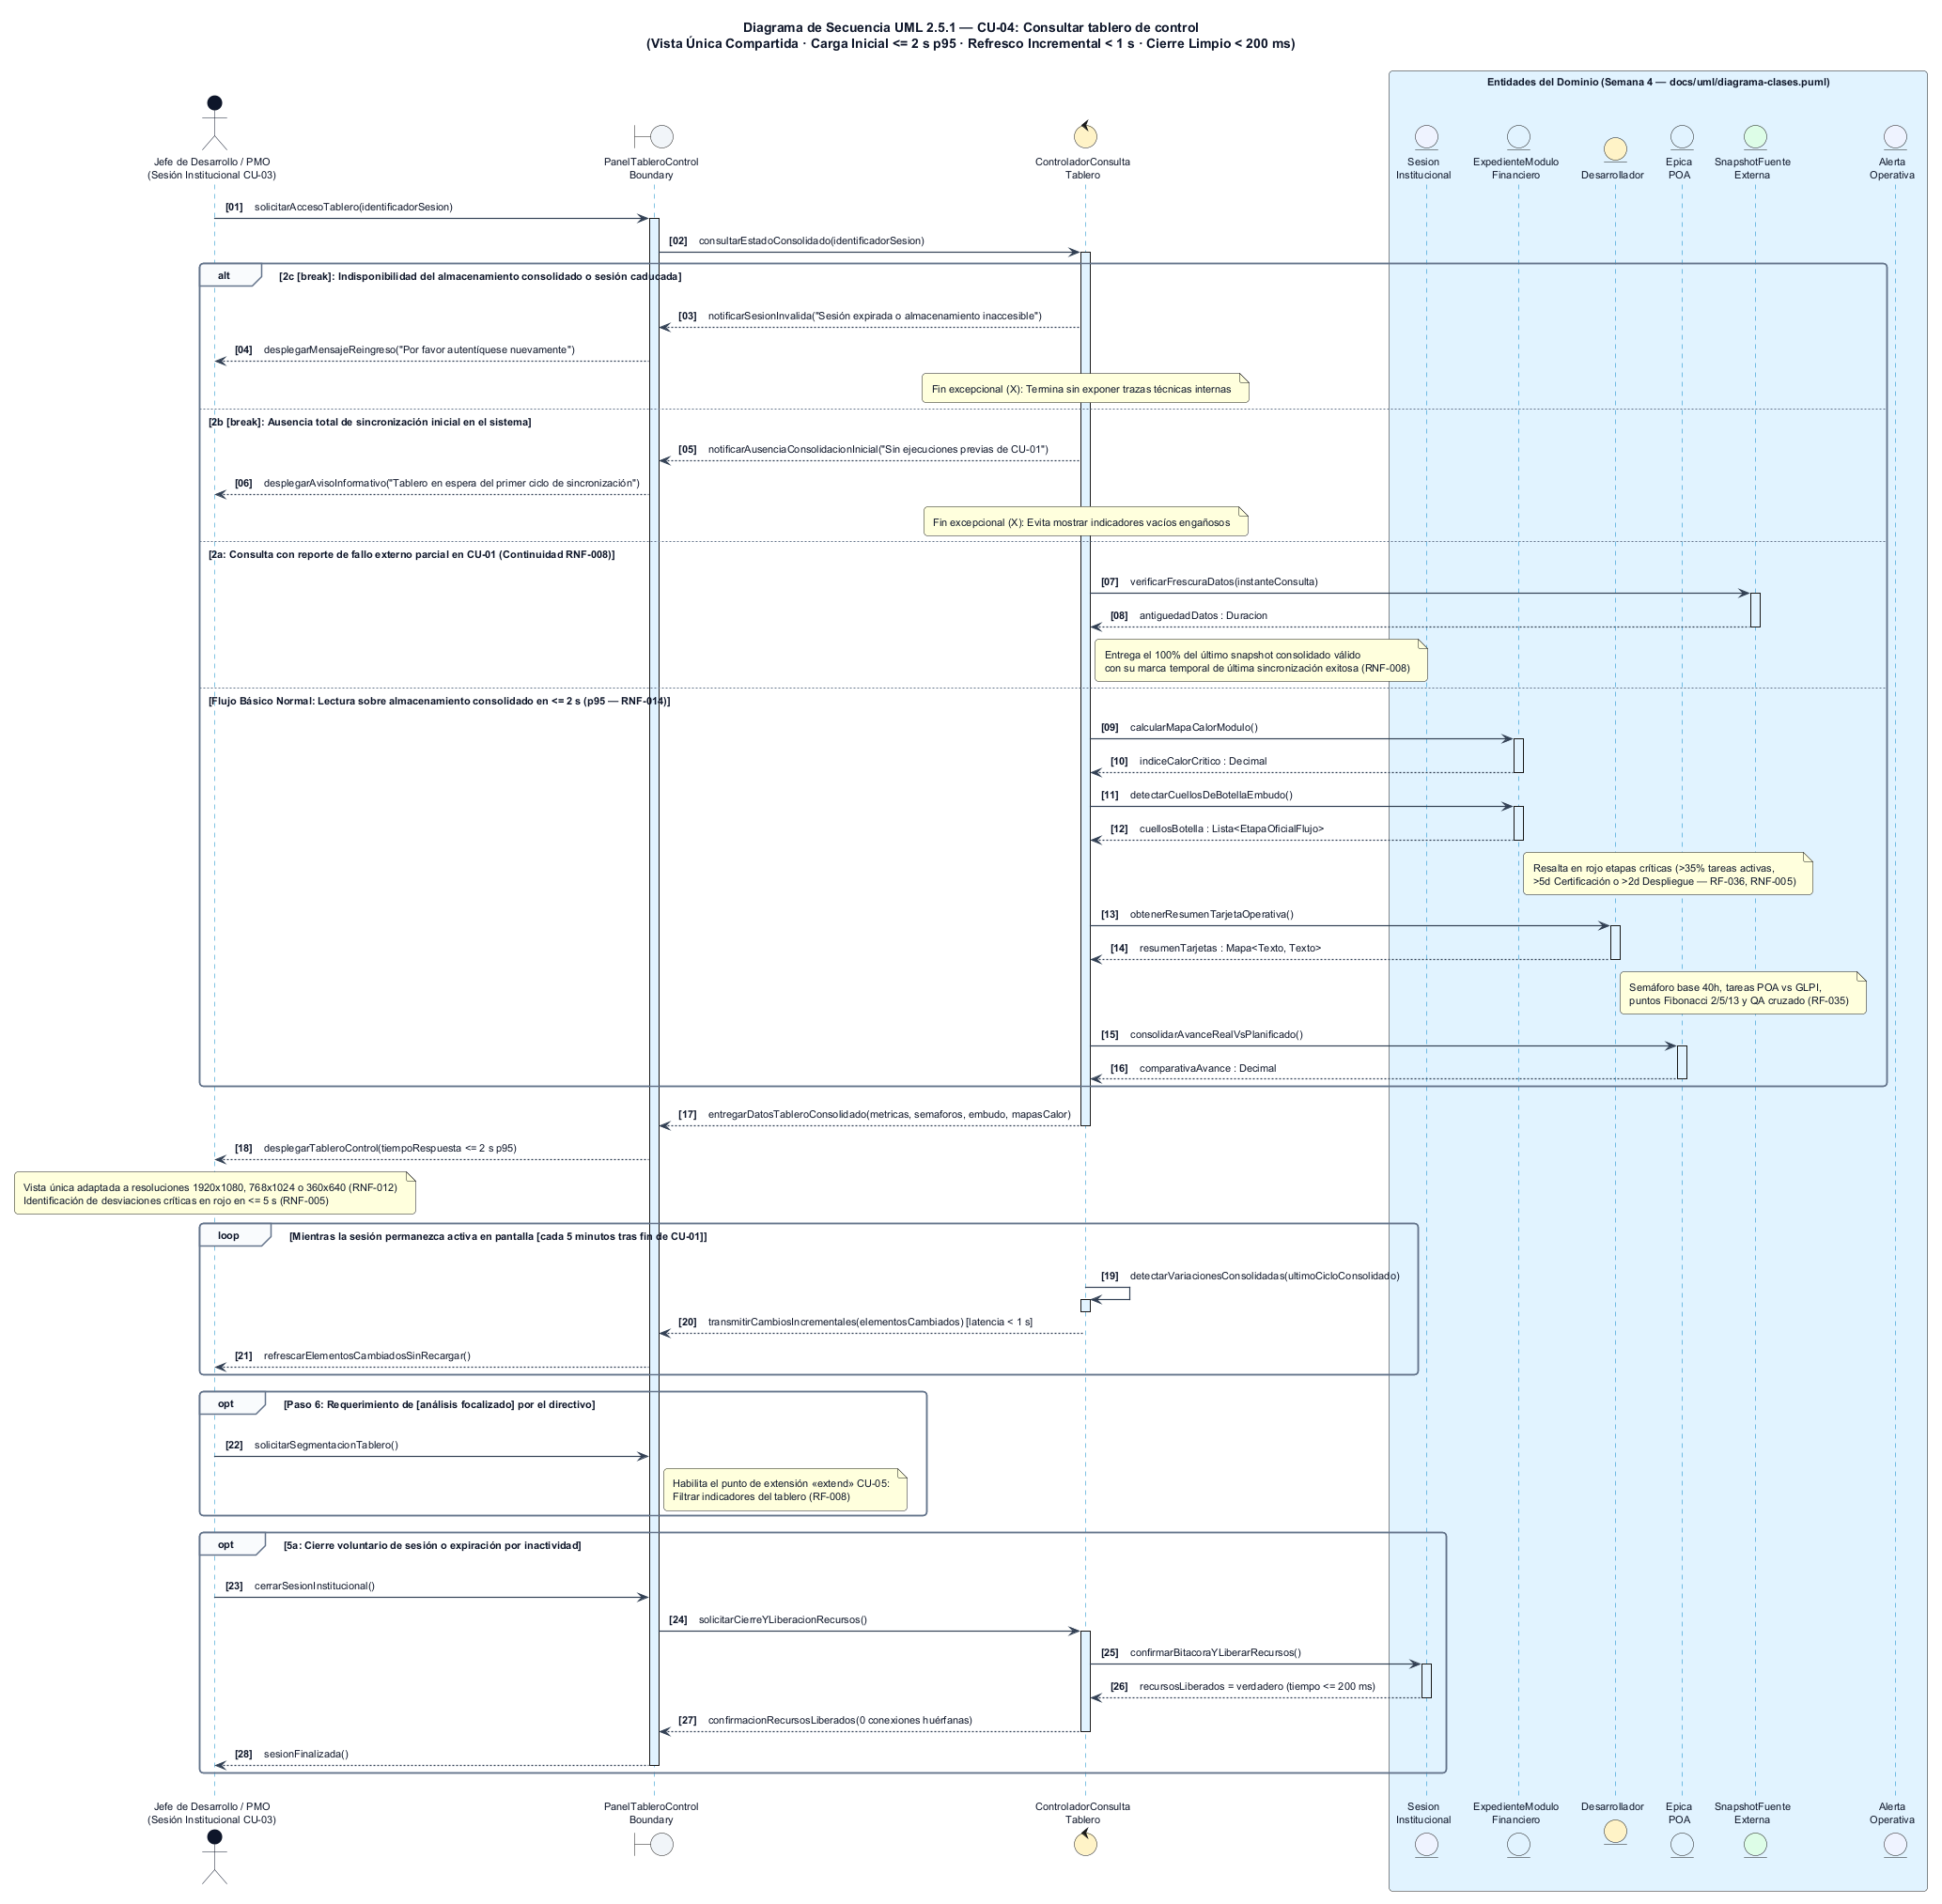 Diagrama de Secuencia UML 2.5.1 — CU-04: Consultar tablero de control
(Vista Única Compartida · Carga Inicial <= 2 s p95 · Refresco Incremental < 1 s · Cierre Limpio < 200 ms)
Entidades del Dominio (Semana 4 — docs/uml/diagrama-clases.puml)
Jefe de Desarrollo / PMO
(Sesión Institucional CU-03)
PanelTableroControl
Boundary
ControladorConsulta
Tablero
Sesion
Institucional
ExpedienteModulo
Financiero
Desarrollador
Epica
POA
SnapshotFuente
Externa
Alerta
Operativa
[01] solicitarAccesoTablero(identificadorSesion)
[02] consultarEstadoConsolidado(identificadorSesion)
alt [2c [break]: Indisponibilidad del almacenamiento consolidado o sesión caducada]
[03] notificarSesionInvalida("Sesión expirada o almacenamiento inaccesible")
[04] desplegarMensajeReingreso("Por favor autentíquese nuevamente")
Fin excepcional (X): Termina sin exponer trazas técnicas internas
[2b [break]: Ausencia total de sincronización inicial en el sistema]
[05] notificarAusenciaConsolidacionInicial("Sin ejecuciones previas de CU-01")
[06] desplegarAvisoInformativo("Tablero en espera del primer ciclo de sincronización")
Fin excepcional (X): Evita mostrar indicadores vacíos engañosos
[2a: Consulta con reporte de fallo externo parcial en CU-01 (Continuidad RNF-008)]
[07] verificarFrescuraDatos(instanteConsulta)
[08] antiguedadDatos : Duracion
Entrega el 100% del último snapshot consolidado válido
con su marca temporal de última sincronización exitosa (RNF-008)
[Flujo Básico Normal: Lectura sobre almacenamiento consolidado en <= 2 s (p95 — RNF-014)]
[09] calcularMapaCalorModulo()
[10] indiceCalorCritico : Decimal
[11] detectarCuellosDeBotellaEmbudo()
[12] cuellosBotella : Lista<EtapaOficialFlujo>
Resalta en rojo etapas críticas (>35% tareas activas,
>5d Certificación o >2d Despliegue — RF-036, RNF-005)
[13] obtenerResumenTarjetaOperativa()
[14] resumenTarjetas : Mapa<Texto, Texto>
Semáforo base 40h, tareas POA vs GLPI,
puntos Fibonacci 2/5/13 y QA cruzado (RF-035)
[15] consolidarAvanceRealVsPlanificado()
[16] comparativaAvance : Decimal
[17] entregarDatosTableroConsolidado(metricas, semaforos, embudo, mapasCalor)
[18] desplegarTableroControl(tiempoRespuesta <= 2 s p95)
Vista única adaptada a resoluciones 1920x1080, 768x1024 o 360x640 (RNF-012)
Identificación de desviaciones críticas en rojo en <= 5 s (RNF-005)
loop [Mientras la sesión permanezca activa en pantalla [cada 5 minutos tras fin de CU-01]]
[19] detectarVariacionesConsolidadas(ultimoCicloConsolidado)
[20] transmitirCambiosIncrementales(elementosCambiados) [latencia < 1 s]
[21] refrescarElementosCambiadosSinRecargar()
opt [Paso 6: Requerimiento de [análisis focalizado] por el directivo]
[22] solicitarSegmentacionTablero()
Habilita el punto de extensión «extend» CU-05:
Filtrar indicadores del tablero (RF-008)
opt [5a: Cierre voluntario de sesión o expiración por inactividad]
[23] cerrarSesionInstitucional()
[24] solicitarCierreYLiberacionRecursos()
[25] confirmarBitacoraYLiberarRecursos()
[26] recursosLiberados = verdadero (tiempo <= 200 ms)
[27] confirmacionRecursosLiberados(0 conexiones huérfanas)
[28] sesionFinalizada()
Jefe de Desarrollo / PMO
(Sesión Institucional CU-03)
PanelTableroControl
Boundary
ControladorConsulta
Tablero
Sesion
Institucional
ExpedienteModulo
Financiero
Desarrollador
Epica
POA
SnapshotFuente
Externa
Alerta
Operativa